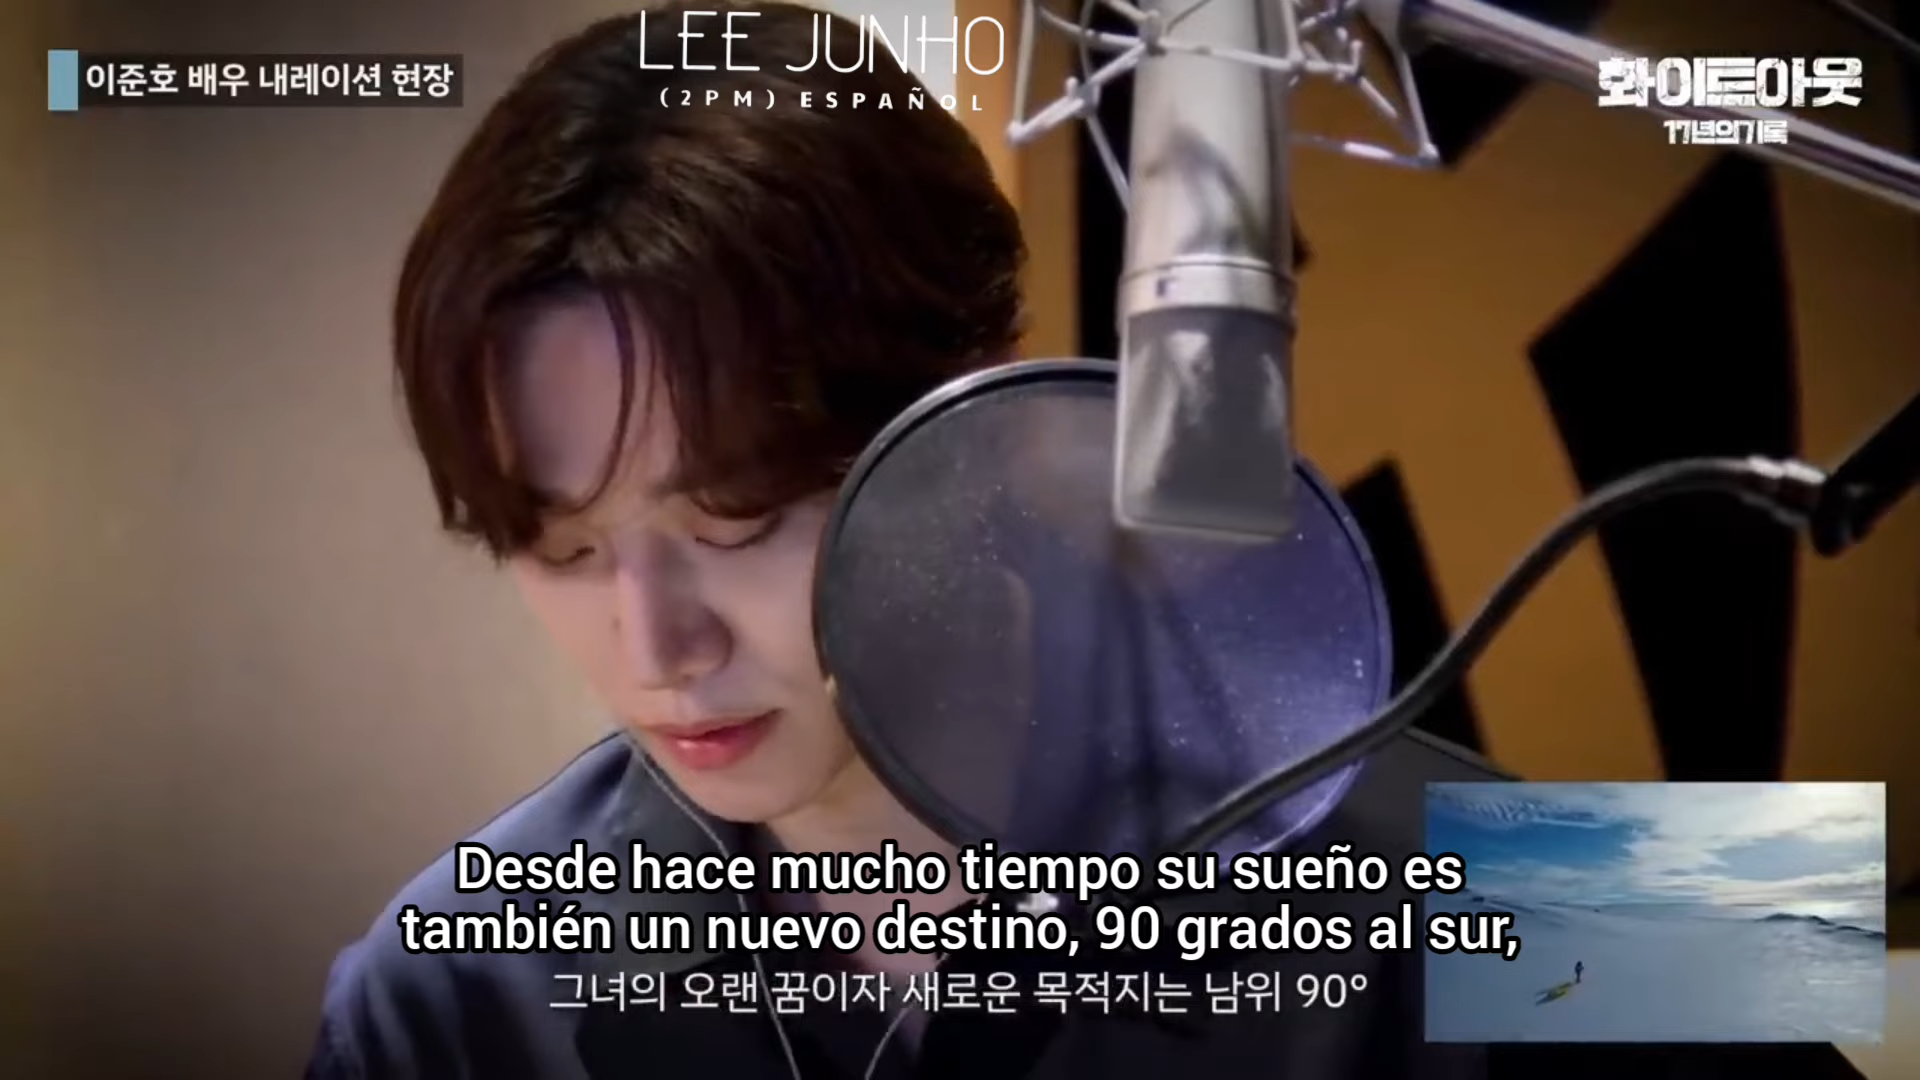 LEE JUNHO
(2PM) ESPAÑOL
이준호 배우 내레이션 현장
화이트아웃
17년의기록
Desde hace mucho tiempo su sueño es
también un nuevo destino, 90 grados al sur,
그녀의 오랜 꿈이자 새로운 목적지는 남위 90°